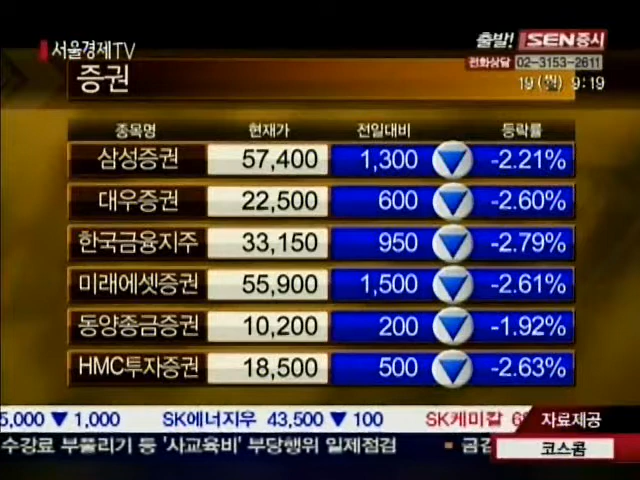 서울경제TV
출발! SEN증시
전화상담 02-3153-2611
19 (월) 9:19
증권
종목명 현재가 전일대비 등락률
삼성증권 57,400 1,300 ▼ -2.21%
대우증권 22,500 600 ▼ -2.60%
한국금융지주 33,150 950 ▼ -2.79%
미래에셋증권 55,900 1,500 ▼ -2.61%
동양종금증권 10,200 200 ▼ -1.92%
HMC투자증권 18,500 500 ▼ -2.63%
5,000 ▼ 1,000 SK에너지우 43,500 ▼ 100 SK케미칼 자료제공
수강료 부풀리기 등 '사교육비' 부당행위 일제점검 코스콤